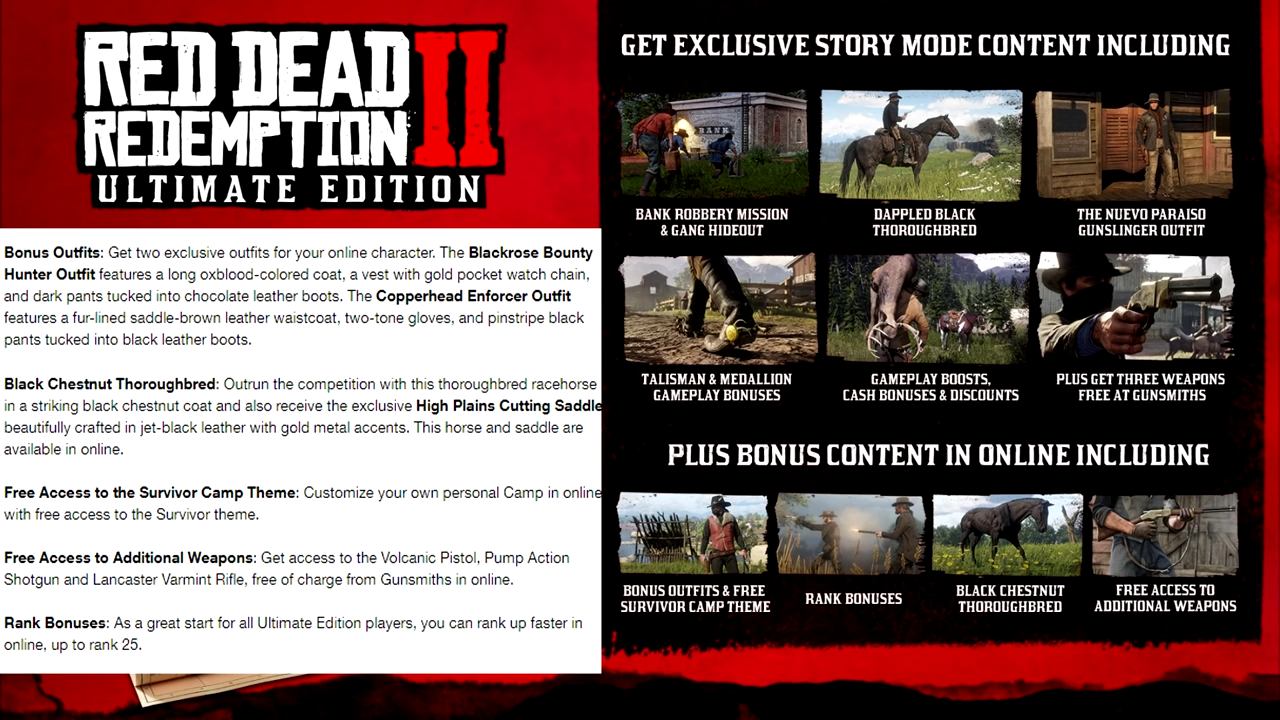 RED DEAD
REDEMPTION II
ULTIMATE EDITION
Bonus Outfits: Get two exclusive outfits for your online character. The Blackrose Bounty
Hunter Outfit features a long oxblood-colored coat, a vest with gold pocket watch chain,
and dark pants tucked into chocolate leather boots. The Copperhead Enforcer Outfit
features a fur-lined saddle-brown leather waistcoat, two-tone gloves, and pinstripe black
pants tucked into black leather boots.
Black Chestnut Thoroughbred: Outrun the competition with this thoroughbred racehorse
in a striking black chestnut coat and also receive the exclusive High Plains Cutting Saddle
beautifully crafted in jet-black leather with gold metal accents. This horse and saddle are
available in online.
Free Access to the Survivor Camp Theme: Customize your own personal Camp in online
with free access to the Survivor theme.
Free Access to Additional Weapons: Get access to the Volcanic Pistol, Pump Action
Shotgun and Lancaster Varmint Rifle, free of charge from Gunsmiths in online.
Rank Bonuses: As a great start for all Ultimate Edition players, you can rank up faster in
online, up to rank 25.
GET EXCLUSIVE STORY MODE CONTENT INCLUDING
BANK
BANK ROBBERY MISSION
& GANG HIDEOUT
DAPPLED BLACK
THOROUGHBRED
THE NUEVO PARAISO
GUNSLINGER OUTFIT
TALISMAN & MEDALLION
GAMEPLAY BONUSES
GAMEPLAY BOOSTS,
CASH BONUSES & DISCOUNTS
PLUS GET THREE WEAPONS
FREE AT GUNSMITHS
PLUS BONUS CONTENT IN ONLINE INCLUDING
BONUS OUTFITS & FREE
SURVIVOR CAMP THEME
RANK BONUSES
BLACK CHESTNUT
THOROUGHBRED
FREE ACCESS TO
ADDITIONAL WEAPONS